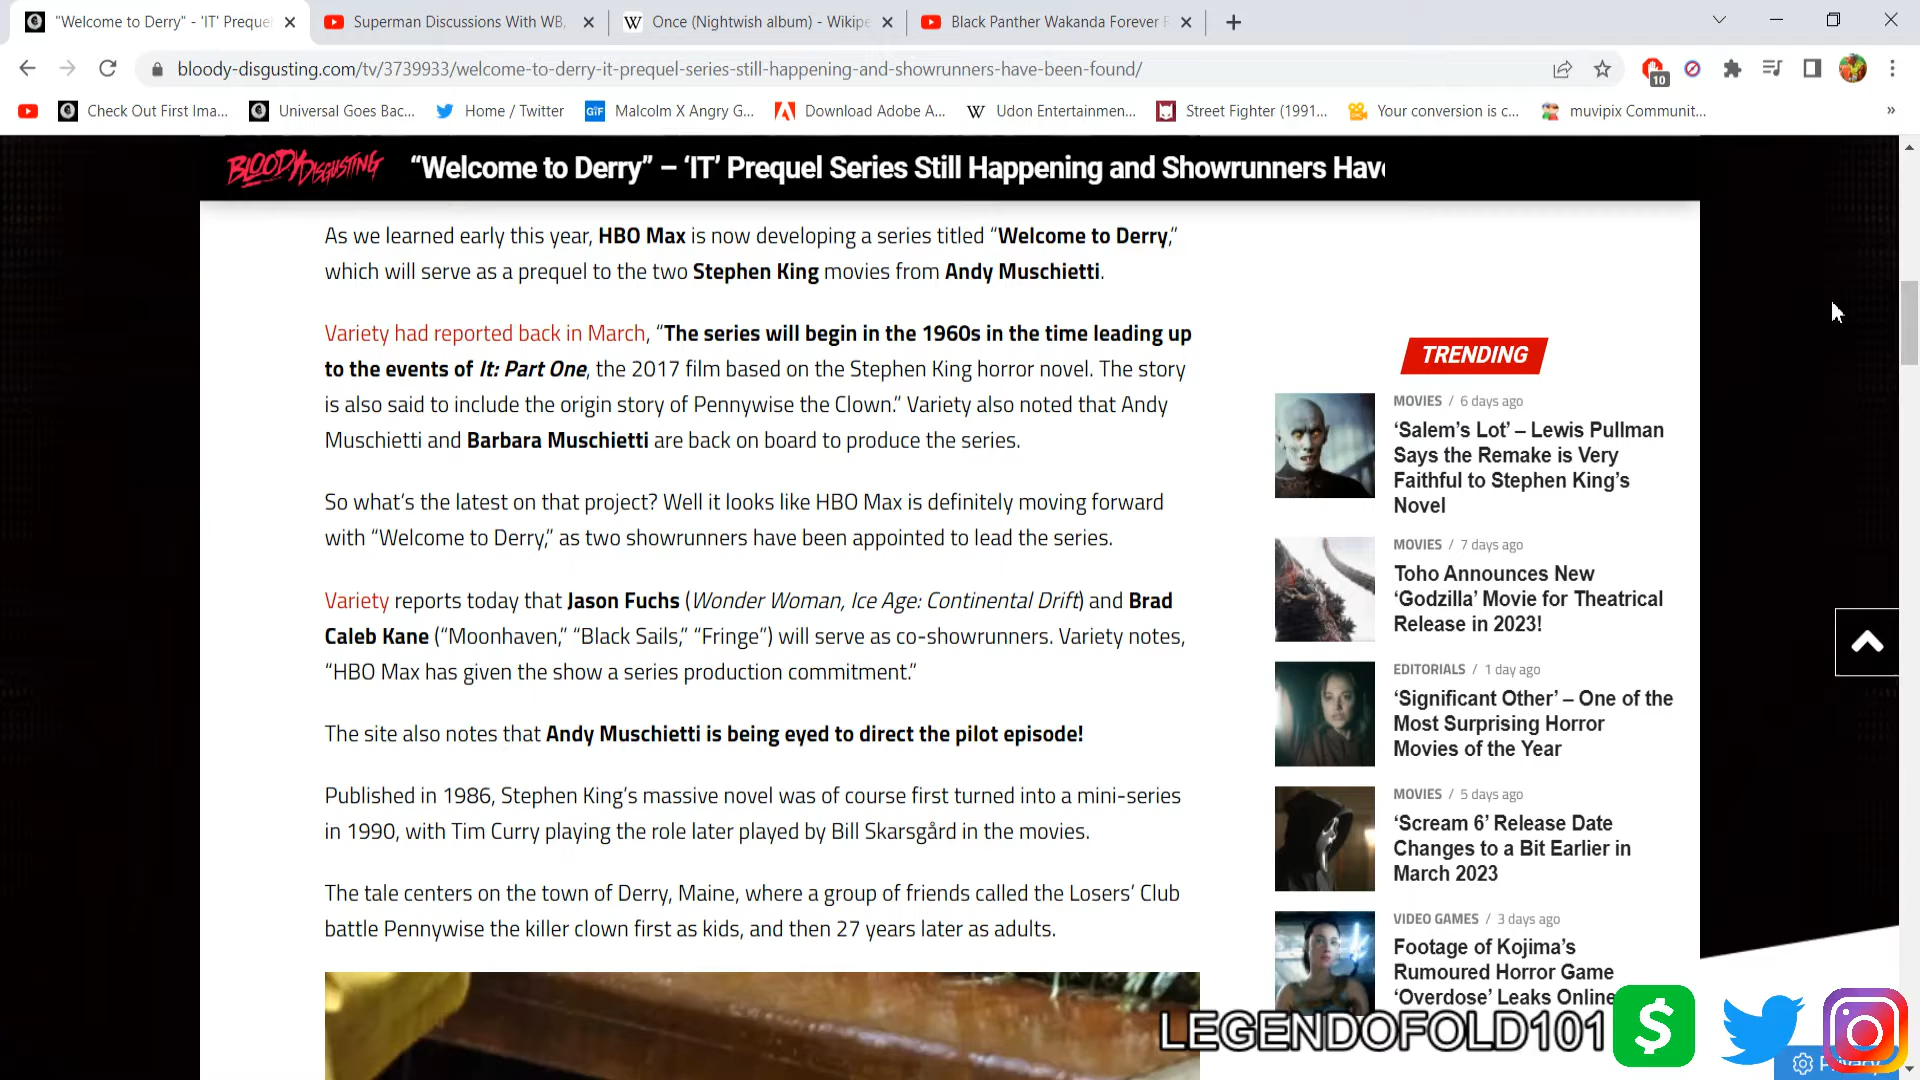 "Welcome to Derry" - 'IT' Preque
Superman Discussions With WB,
Once (Nightwish album) - Wikipe
Black Panther Wakanda Forever F
bloody-disgusting.com/tv/3739933/welcome-to-derry-it-prequel-series-still-happening-and-showrunners-have-been-found/
10
Check Out First Ima...
Universal Goes Bac...
Home / Twitter
GIF
Malcolm X Angry G...
Download Adobe A...
Udon Entertainmen...
Street Fighter (1991...
Your conversion is c...
muvipix Communit...
»
BLOODY DISGUSTING
“Welcome to Derry” – ‘IT’ Prequel Series Still Happening and Showrunners Have
As we learned early this year, HBO Max is now developing a series titled “Welcome to Derry,”
which will serve as a prequel to the two Stephen King movies from Andy Muschietti.
Variety had reported back in March, “The series will begin in the 1960s in the time leading up
to the events of It: Part One, the 2017 film based on the Stephen King horror novel. The story
is also said to include the origin story of Pennywise the Clown.” Variety also noted that Andy
Muschietti and Barbara Muschietti are back on board to produce the series.
So what’s the latest on that project? Well it looks like HBO Max is definitely moving forward
with “Welcome to Derry,” as two showrunners have been appointed to lead the series.
Variety reports today that Jason Fuchs (Wonder Woman, Ice Age: Continental Drift) and Brad
Caleb Kane (“Moonhaven,” “Black Sails,” “Fringe”) will serve as co-showrunners. Variety notes,
“HBO Max has given the show a series production commitment.”
The site also notes that Andy Muschietti is being eyed to direct the pilot episode!
Published in 1986, Stephen King’s massive novel was of course first turned into a mini-series
in 1990, with Tim Curry playing the role later played by Bill Skarsgård in the movies.
The tale centers on the town of Derry, Maine, where a group of friends called the Losers’ Club
battle Pennywise the killer clown first as kids, and then 27 years later as adults.
TRENDING
MOVIES / 6 days ago
‘Salem’s Lot’ – Lewis Pullman
Says the Remake is Very
Faithful to Stephen King’s
Novel
MOVIES / 7 days ago
Toho Announces New
‘Godzilla’ Movie for Theatrical
Release in 2023!
EDITORIALS / 1 day ago
‘Significant Other’ – One of the
Most Surprising Horror
Movies of the Year
MOVIES / 5 days ago
‘Scream 6’ Release Date
Changes to a Bit Earlier in
March 2023
VIDEO GAMES / 3 days ago
Footage of Kojima’s
Rumoured Horror Game
‘Overdose’ Leaks Online
LEGENDOFOLD101
$
Privacy